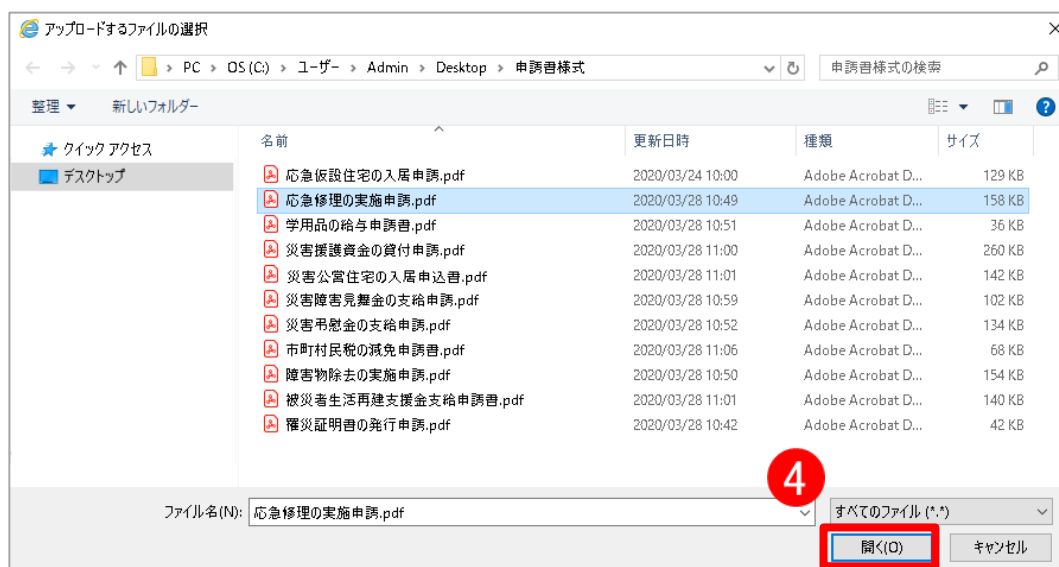 アップロードするファイルの選択
PC › OS (C:) › ユーザー › Admin › Desktop › 申請書様式
申請書様式の検索
整理 新しいフォルダー
名前 更新日時 種類 サイズ
クイック アクセス
デスクトップ
応急仮設住宅の入居申請.pdf 2020/03/24 10:00 Adobe Acrobat D... 129 KB
応急修理の実施申請.pdf 2020/03/28 10:49 Adobe Acrobat D... 158 KB
学用品の給与申請書.pdf 2020/03/28 10:51 Adobe Acrobat D... 36 KB
災害援護資金の貸付申請.pdf 2020/03/28 11:00 Adobe Acrobat D... 260 KB
災害公営住宅の入居申込書.pdf 2020/03/28 11:01 Adobe Acrobat D... 142 KB
災害障害見舞金の支給申請.pdf 2020/03/28 10:59 Adobe Acrobat D... 102 KB
災害弔慰金の支給申請.pdf 2020/03/28 10:52 Adobe Acrobat D... 134 KB
市町村民税の減免申請書.pdf 2020/03/28 11:06 Adobe Acrobat D... 68 KB
障害物除去の実施申請.pdf 2020/03/28 10:50 Adobe Acrobat D... 154 KB
被災者生活再建支援金支給申請書.pdf 2020/03/28 11:01 Adobe Acrobat D... 140 KB
罹災証明書の発行申請.pdf 2020/03/28 10:42 Adobe Acrobat D... 42 KB
4
ファイル名(N): 応急修理の実施申請.pdf すべてのファイル (*.*)
開く(O) キャンセル